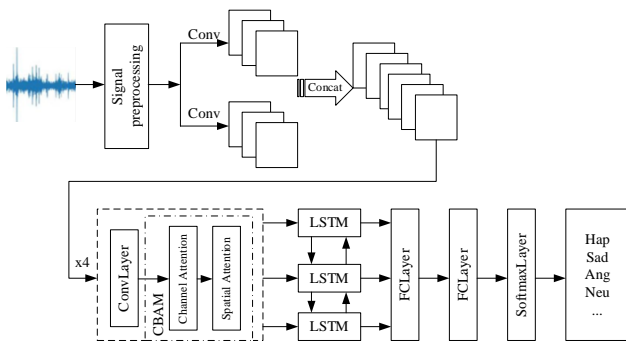 Signal
preprocessing
Conv
Conv
Concat
x4
ConvLayer
CBAM
Channel Attention
Spatial Attention
LSTM
LSTM
LSTM
FCLayer
FCLayer
SoftmaxLayer
Hap
Sad
Ang
Neu
...